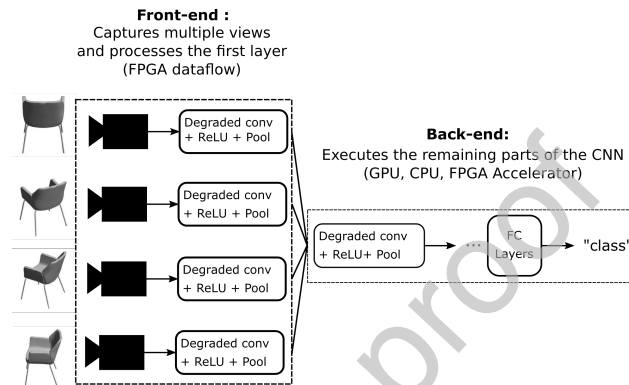 Front-end :
Captures multiple views
and processes the first layer
(FPGA dataflow)
Degraded conv
+ ReLU + Pool
Back-end:
Executes the remaining parts of the CNN
(GPU, CPU, FPGA Accelerator)
Degraded conv
+ ReLU + Pool
Degraded conv
+ ReLU+ Pool
...
FC
Layers
"class"
Degraded conv
+ ReLU + Pool
Degraded conv
+ ReLU + Pool
proof